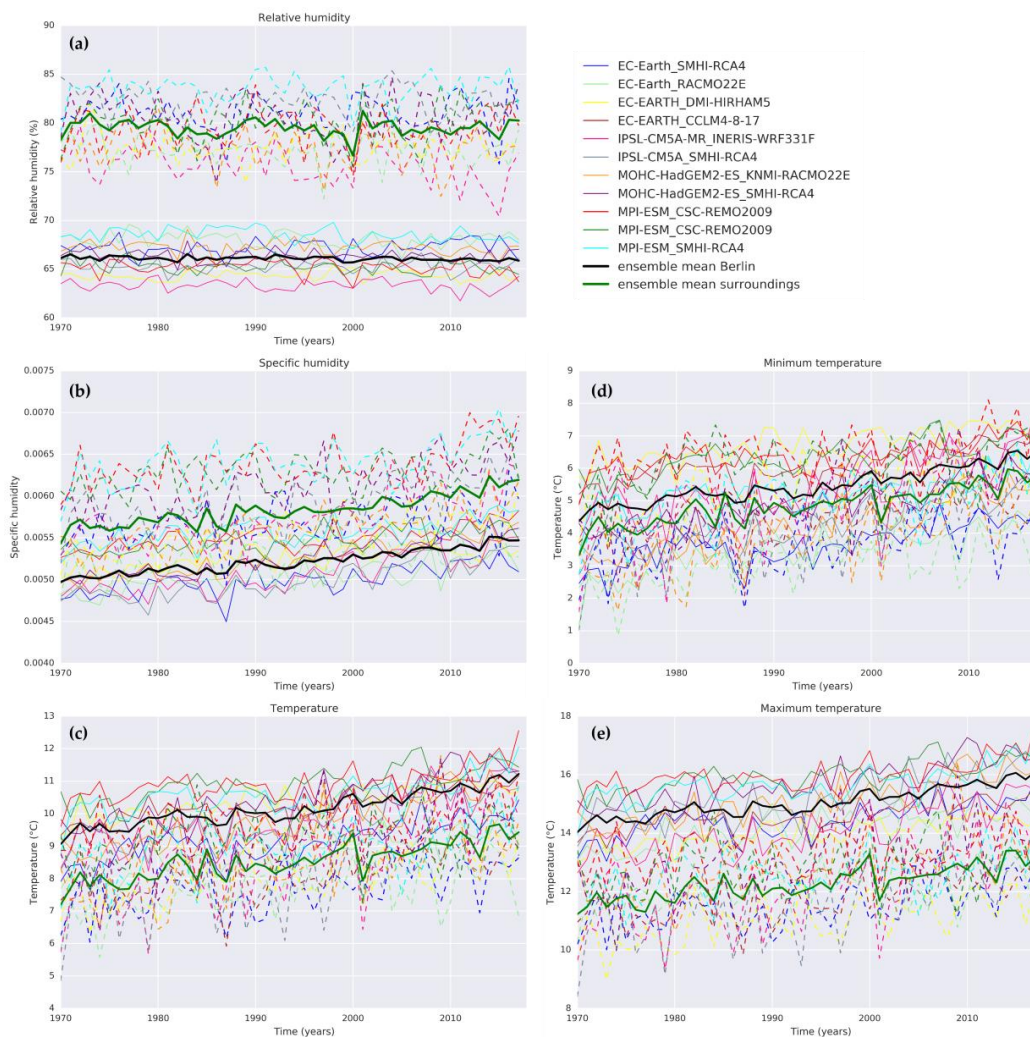 Relative humidity
(a)
90
85
80
75
70
65
60
Relative humidity (%)
1970 1980 1990 2000 2010
Time (years)
EC-Earth_SMHI-RCA4
EC-Earth_RACMO22E
EC-EARTH_DMI-HIRHAM5
EC-EARTH_CCLM4-8-17
IPSL-CM5A-MR_INERIS-WRF331F
IPSL-CM5A_SMHI-RCA4
MOHC-HadGEM2-ES_KNMI-RACMO22E
MOHC-HadGEM2-ES_SMHI-RCA4
MPI-ESM_CSC-REMO2009
MPI-ESM_CSC-REMO2009
MPI-ESM_SMHI-RCA4
ensemble mean Berlin
ensemble mean surroundings
Specific humidity
(b)
0.0075
0.0070
0.0065
0.0060
0.0055
0.0050
0.0045
0.0040
Specific humidity
1970 1980 1990 2000 2010
Time (years)
Minimum temperature
(d)
9
8
7
6
5
4
3
2
1
0
Temperature (°C)
1970 1980 1990 2000 2010
Time (years)
Temperature
(c)
13
12
11
10
9
8
7
6
5
4
Temperature (°C)
1970 1980 1990 2000 2010
Time (years)
Maximum temperature
(e)
18
16
14
12
10
8
Temperature (°C)
1970 1980 1990 2000 2010
Time (years)